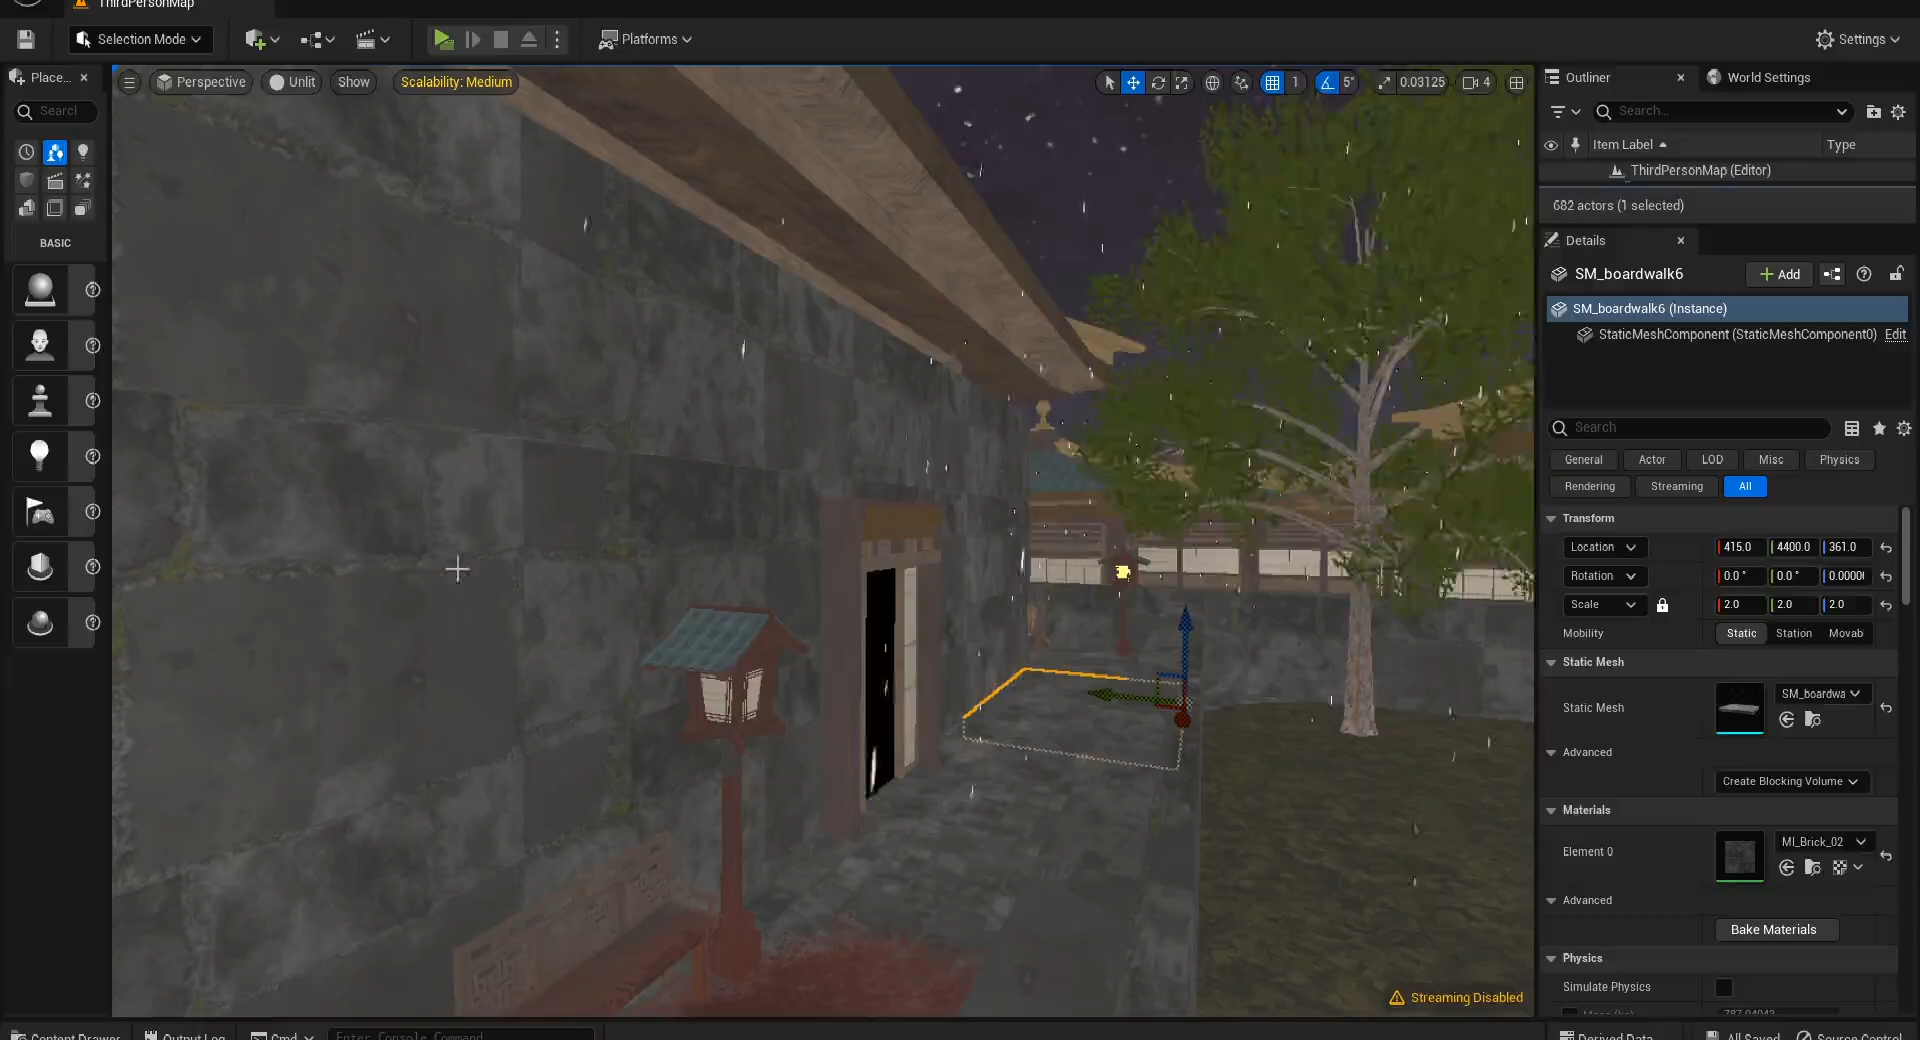 ThirdPersonMap
Selection Mode
Platforms
Settings
Place...
Perspective
Unlit
Show
Scalability: Medium
1
5°
0.03125
4
Outliner
World Settings
Search
Search...
Item Label
Type
ThirdPersonMap (Editor)
682 actors (1 selected)
BASIC
Details
SM_boardwalk6
Add
SM_boardwalk6 (Instance)
StaticMeshComponent (StaticMeshComponent0)
Edit
Search
General
Actor
LOD
Misc
Physics
Rendering
Streaming
All
Transform
Location
415.0
4400.0
361.0
Rotation
0.0 °
0.0 °
0.0000
Scale
2.0
2.0
2.0
Mobility
Static
Station
Movab
Static Mesh
Static Mesh
SM_boardwa
Advanced
Create Blocking Volume
Materials
Element 0
MI_Brick_02
Advanced
Bake Materials
Physics
Simulate Physics
Streaming Disabled
Content Drawer
Output Log
Cmd
Enter Console Command
Derived Data
All Saved
Source Control